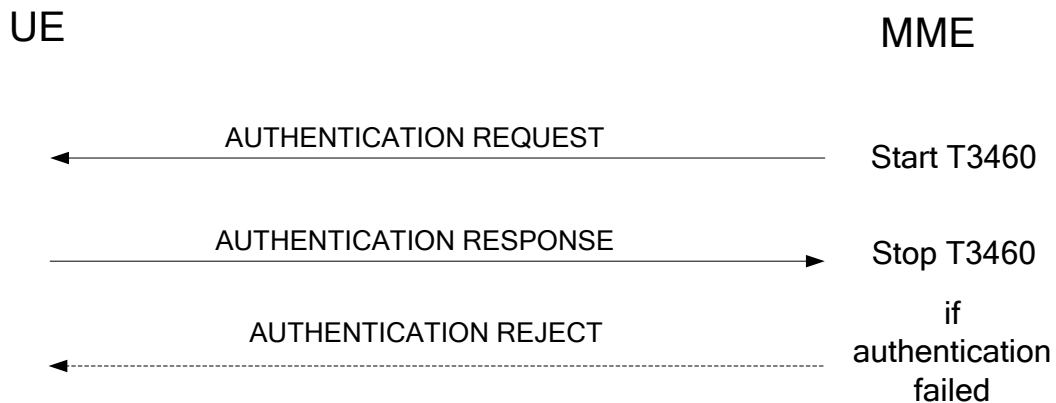 UE
MME
AUTHENTICATION REQUEST
Start T3460
AUTHENTICATION RESPONSE
Stop T3460
AUTHENTICATION REJECT
if
authentication
failed